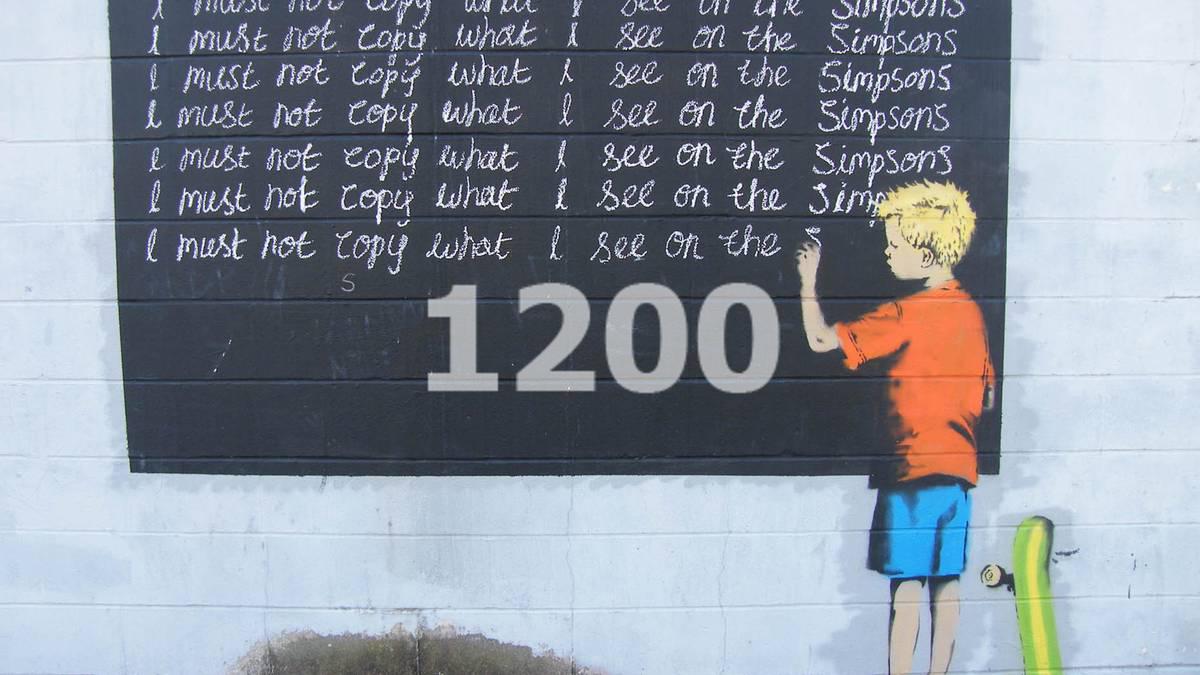 I must not copy what I see on the Simpsons
I must not copy what I see on the Simpsons
I must not copy what I see on the Simpsons
I must not copy what I see on the Simpsons
I must not copy what I see on the Simpsons
I must not copy what I see on the Simp
I must not copy what I see on the S
S
1200